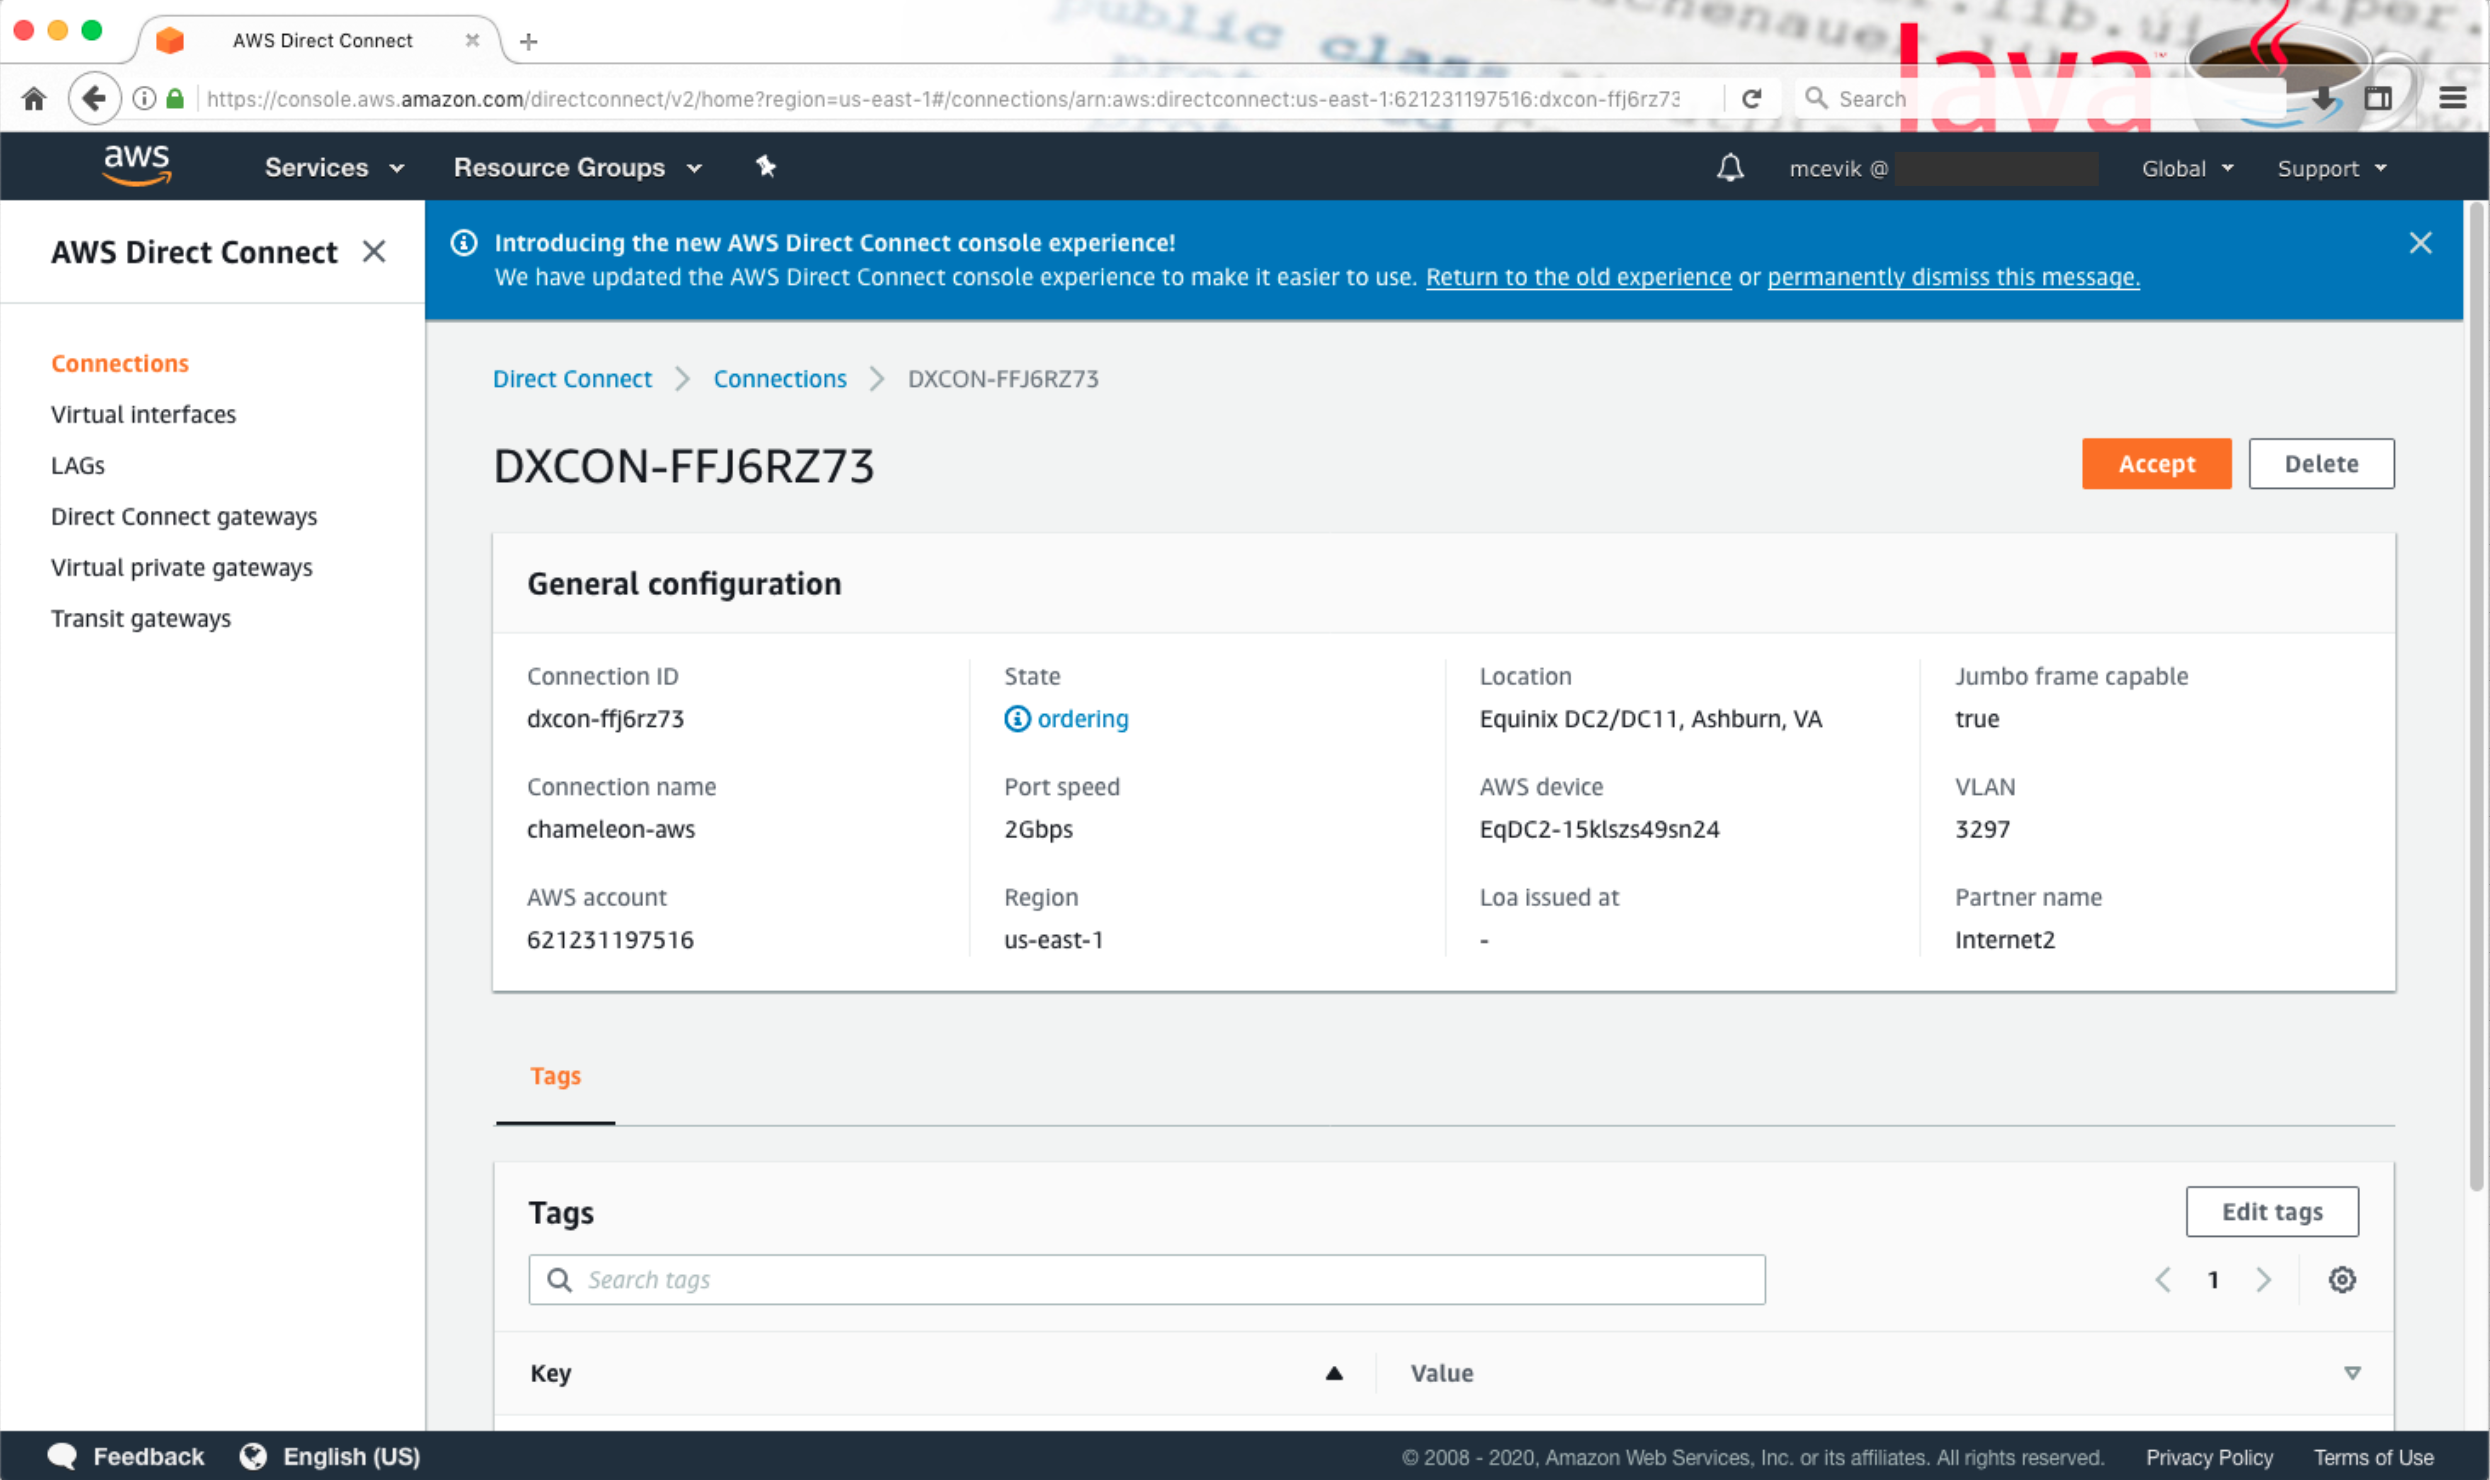 AWS Direct Connect
public class
https://console.aws.amazon.com/directconnect/v2/home?region=us-east-1#/connections/arn:aws:directconnect:us-east-1:621231197516:dxcon-ffj6rz73
Search
Java
aws
Services
Resource Groups
mcevik @
Global
Support
AWS Direct Connect
Connections
Virtual interfaces
LAGs
Direct Connect gateways
Virtual private gateways
Transit gateways
Introducing the new AWS Direct Connect console experience!
We have updated the AWS Direct Connect console experience to make it easier to use. Return to the old experience or permanently dismiss this message.
Direct Connect > Connections > DXCON-FFJ6RZ73
DXCON-FFJ6RZ73
Accept
Delete
General configuration
Connection ID
dxcon-ffj6rz73
Connection name
chameleon-aws
AWS account
621231197516
State
ordering
Port speed
2Gbps
Region
us-east-1
Location
Equinix DC2/DC11, Ashburn, VA
AWS device
EqDC2-15klszs49sn24
Loa issued at
-
Jumbo frame capable
true
VLAN
3297
Partner name
Internet2
Tags
Tags
Edit tags
Search tags
1
Key
Value
Feedback
English (US)
© 2008 - 2020, Amazon Web Services, Inc. or its affiliates. All rights reserved.
Privacy Policy
Terms of Use